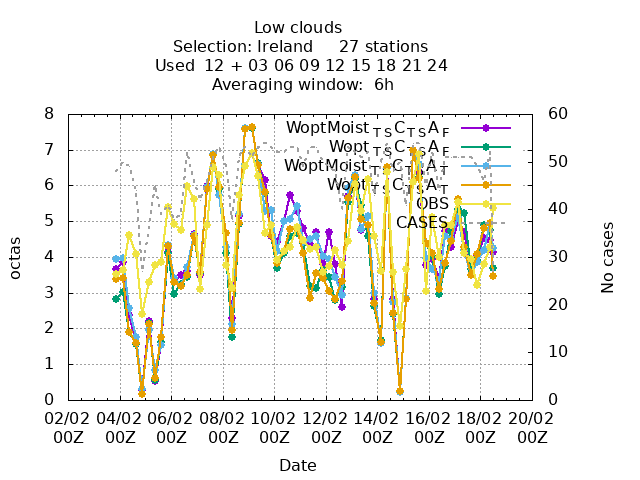 Low clouds
Selection: Ireland 27 stations
Used 12 + 03 06 09 12 15 18 21 24
Averaging window: 6h
8
7
6
5
4
3
2
1
0
octas
60
50
40
30
20
10
0
No cases
WoptMoist TS C TS A F
Wopt TS C TS A F
WoptMoist TS C TS A T
Wopt TS C TS A T
OBS
CASES
02/02 04/02 06/02 08/02 10/02 12/02 14/02 16/02 18/02 20/02
00Z 00Z 00Z 00Z 00Z 00Z 00Z 00Z 00Z 00Z
Date